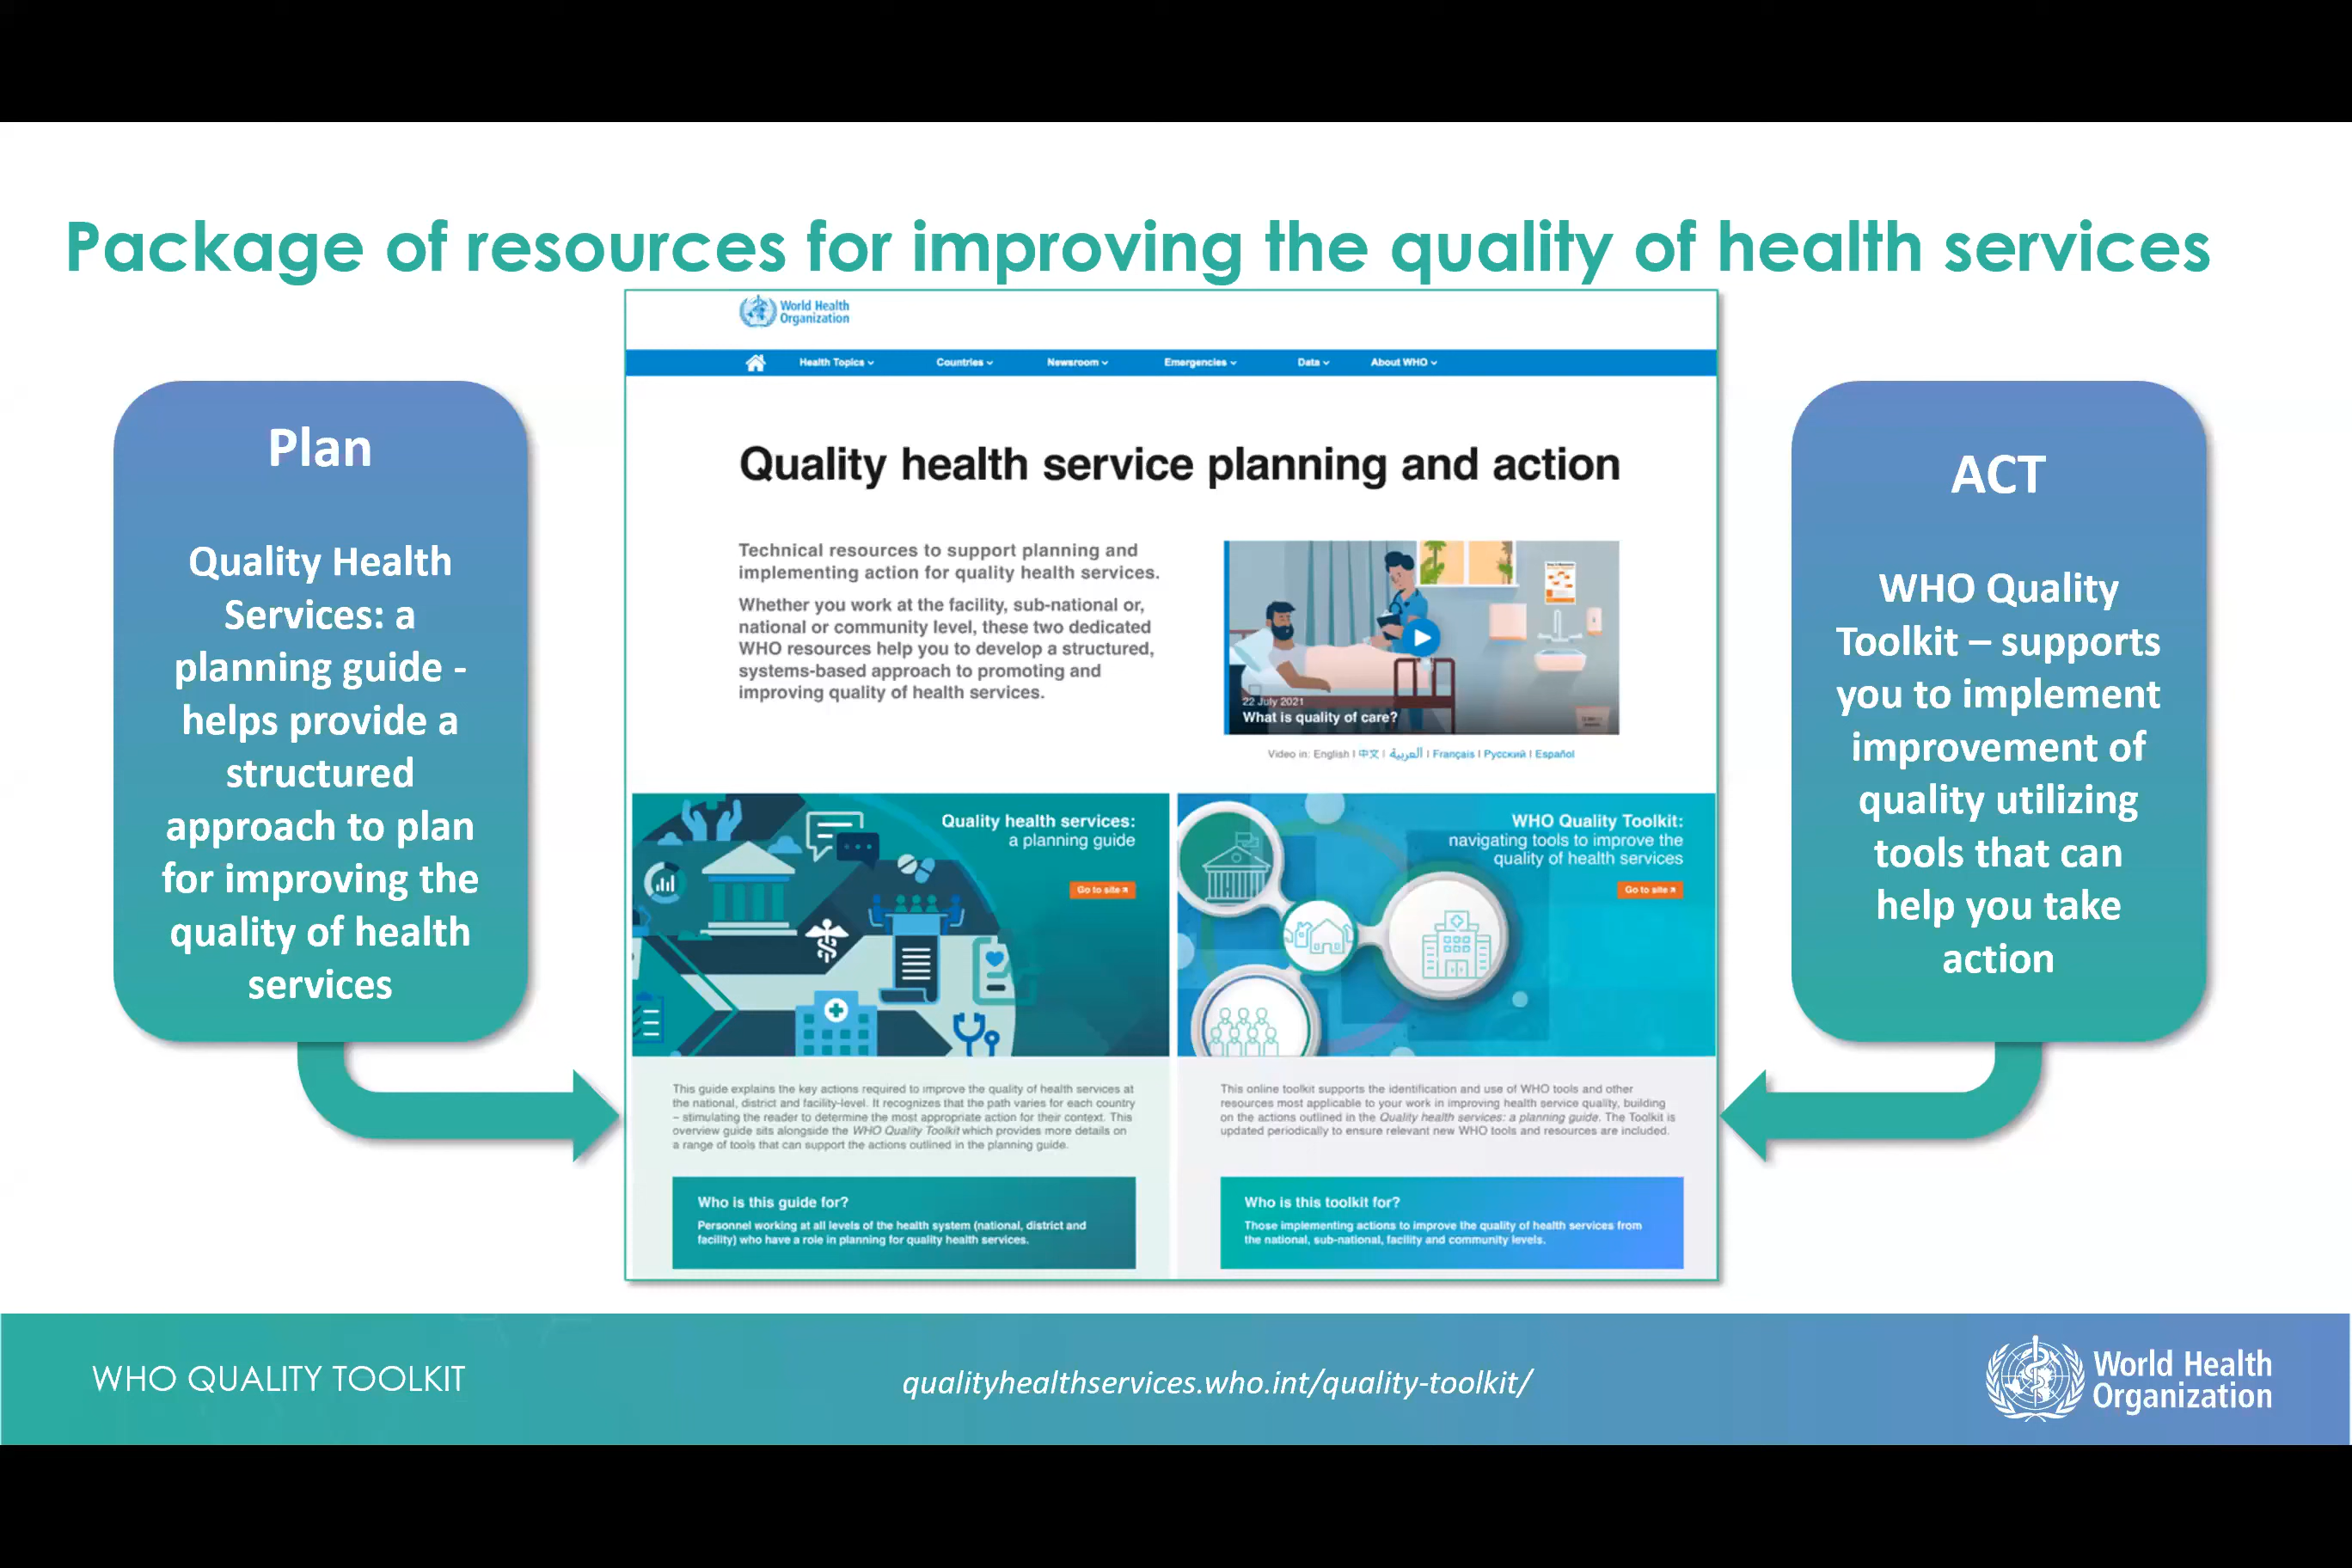 Package of resources for improving the quality of health services
Plan
Quality Health
Services: a
planning guide -
helps provide a
structured
approach to plan
for improving the
quality of health
services
World Health
Organization
Health Topics
Countries
Newsroom
Emergencies
Data
About WHO
Quality health service planning and action
Technical resources to support planning and
implementing action for quality health services.
Whether you work at the facility, sub-national or,
national or community level, these two dedicated
WHO resources help you to develop a structured,
systems-based approach to promoting and
improving quality of health services.
22 July 2021
What is quality of care?
Video in: English | 中文 | العربية | Français | Русский | Español
Quality health services:
a planning guide
Go to site
This guide explains the key actions required to improve the quality of health services at
the national, district and facility-level. It recognizes that the path varies for each country
– stimulating the reader to determine the most appropriate action for their context. This
overview guide sits alongside the WHO Quality Toolkit which provides more details on
a range of tools that can support the actions outlined in the planning guide.
Who is this guide for?
Personnel working at all levels of the health system (national, district and
facility) who have a role in planning for quality health services.
WHO Quality Toolkit:
navigating tools to improve the
quality of health services
Go to site
This online toolkit supports the identification and use of WHO tools and other
resources most applicable to your work in improving health service quality, building
on the actions outlined in the Quality health services: a planning guide. The Toolkit is
updated periodically to ensure relevant new WHO tools and resources are included.
Who is this toolkit for?
Those implementing actions to improve the quality of health services from
the national, sub-national, facility and community levels.
ACT
WHO Quality
Toolkit – supports
you to implement
improvement of
quality utilizing
tools that can
help you take
action
WHO QUALITY TOOLKIT
qualityhealthservices.who.int/quality-toolkit/
World Health
Organization